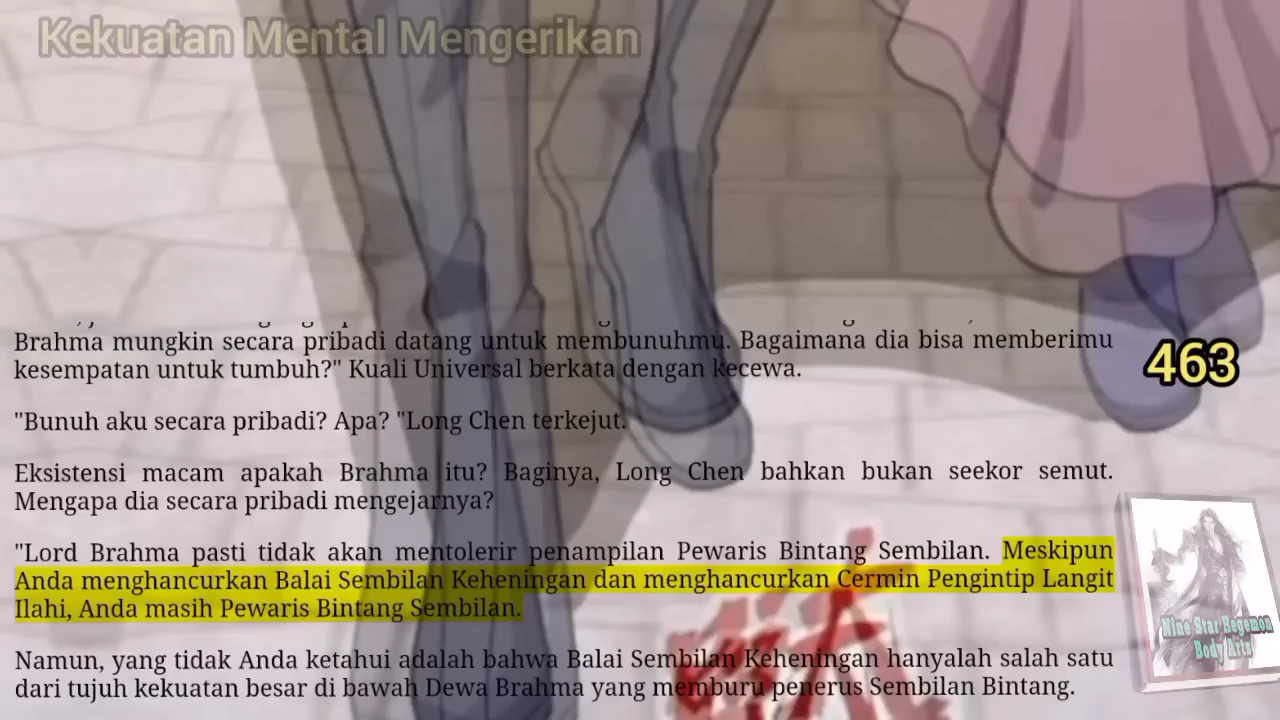 Kekuatan Mental Mengerikan
Brahma mungkin secara pribadi datang untuk membunuhmu. Bagaimana dia bisa memberimu
kesempatan untuk tumbuh?" Kuali Universal berkata dengan kecewa.
463
"Bunuh aku secara pribadi? Apa? "Long Chen terkejut.
Eksistensi macam apakah Brahma itu? Baginya, Long Chen bahkan bukan seekor semut.
Mengapa dia secara pribadi mengejarnya?
"Lord Brahma pasti tidak akan mentolerir penampilan Pewaris Bintang Sembilan. Meskipun
Anda menghancurkan Balai Sembilan Keheningan dan menghancurkan Cermin Pengintip Langit
Ilahi, Anda masih Pewaris Bintang Sembilan.
Nine Star Hegemon
Body Arts
Namun, yang tidak Anda ketahui adalah bahwa Balai Sembilan Keheningan hanyalah salah satu
dari tujuh kekuatan besar di bawah Dewa Brahma yang memburu penerus Sembilan Bintang.